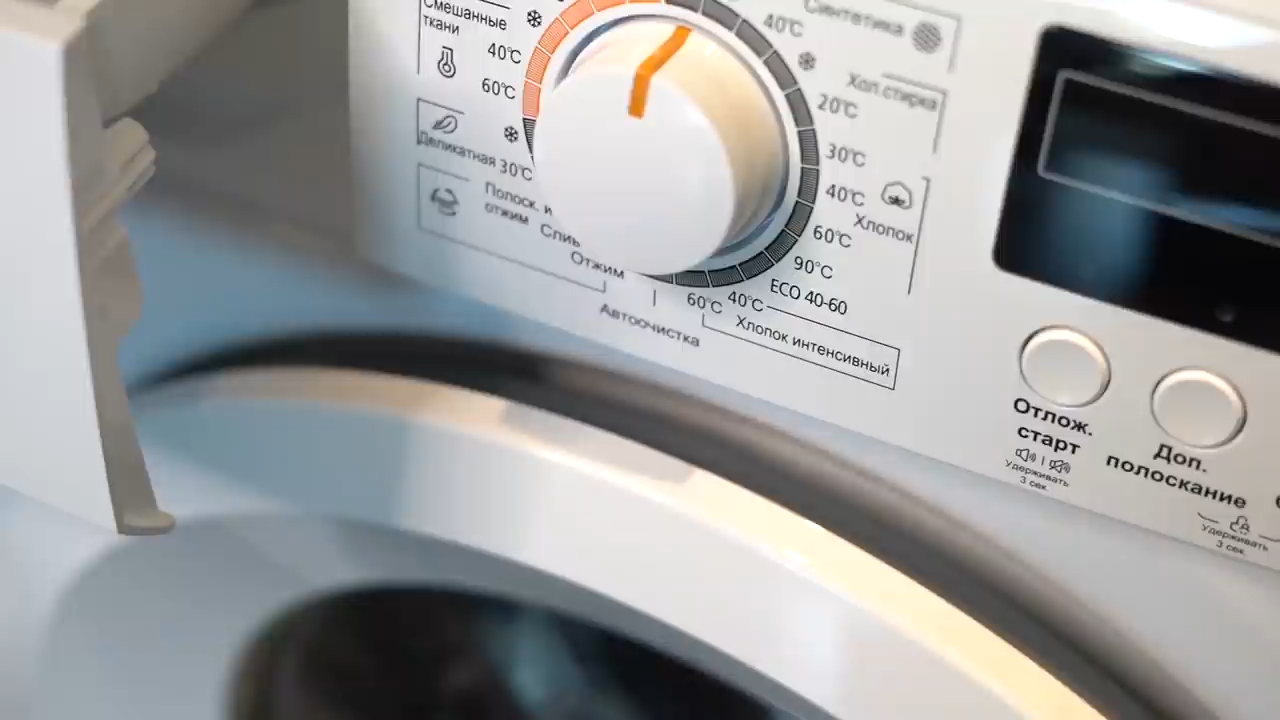 Смешанные
ткани
40℃
60℃
Деликатная 30℃
Полоск. и
отжим
Слив
Отжим
Автоочистка
Синтетика
40℃
Хол.стирка
20℃
30℃
40℃
Хлопок
60℃
90℃
ECO 40-60
40℃
60℃
Хлопок интенсивный
Отлож.
старт
Удерживать
3 сек
Доп.
полоскание
Удерживать
3 сек